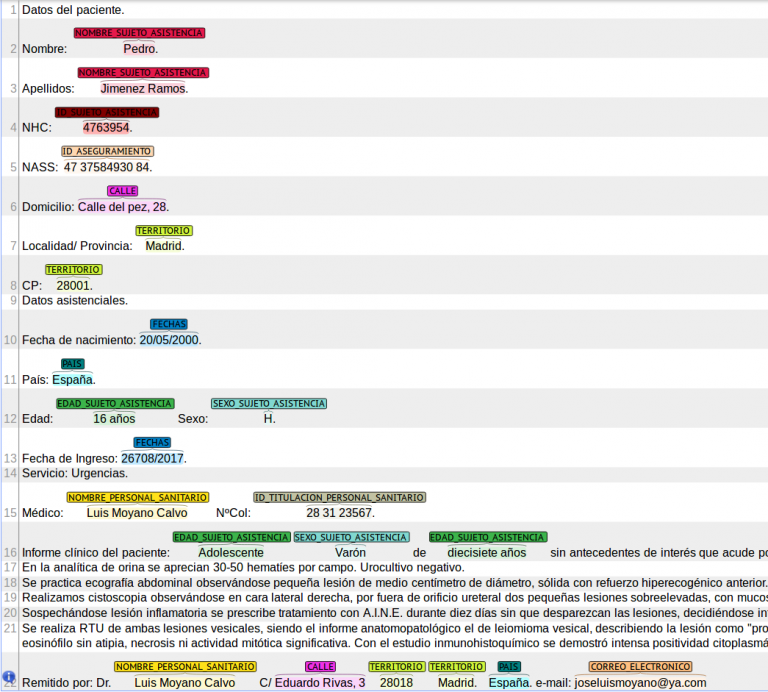 1 Datos del paciente.
NOMBRE_SUJETO_ASISTENCIA
2 Nombre: Pedro.
NOMBRE_SUJETO_ASISTENCIA
3 Apellidos: Jimenez Ramos.
ID_SUJETO_ASISTENCIA
4 NHC: 4763954.
ID_ASEGURAMIENTO
5 NASS: 47 37584930 84.
CALLE
6 Domicilio: Calle del pez, 28.
TERRITORIO
7 Localidad/ Provincia: Madrid.
TERRITORIO
8 CP: 28001.
9 Datos asistenciales.
FECHAS
10 Fecha de nacimiento: 20/05/2000.
PAIS
11 País: España.
EDAD_SUJETO_ASISTENCIA SEXO_SUJETO_ASISTENCIA
12 Edad: 16 años Sexo: H.
FECHAS
13 Fecha de Ingreso: 26708/2017.
14 Servicio: Urgencias.
NOMBRE_PERSONAL_SANITARIO ID_TITULACION_PERSONAL_SANITARIO
15 Médico: Luis Moyano Calvo NºCol: 28 31 23567.
EDAD_SUJETO_ASISTENCIA SEXO_SUJETO_ASISTENCIA EDAD_SUJETO_ASISTENCIA
16 Informe clínico del paciente: Adolescente Varón de diecisiete años sin antecedentes de interés que acude po
17 En la analítica de orina se aprecian 30-50 hematíes por campo. Urocultivo negativo.
18 Se practica ecografía abdominal observándose pequeña lesión de medio centímetro de diámetro, sólida con refuerzo hiperecogénico anterior.
19 Realizamos cistoscopia observándose en cara lateral derecha, por fuera de orificio ureteral dos pequeñas lesiones sobreelevadas, con mucos
20 Sospechándose lesión inflamatoria se prescribe tratamiento con A.I.N.E. durante diez días sin que desparezcan las lesiones, decidiéndose in
21 Se realiza RTU de ambas lesiones vesicales, siendo el informe anatomopatológico el de leiomioma vesical, describiendo la lesión como "pro
eosinófilo sin atipia, necrosis ni actividad mitótica significativa. Con el estudio inmunohistoquímico se demostró intensa positividad citoplasmá
NOMBRE_PERSONAL_SANITARIO CALLE TERRITORIO TERRITORIO PAIS CORREO_ELECTRONICO
22 Remitido por: Dr. Luis Moyano Calvo C/ Eduardo Rivas, 3 28018 Madrid. España. e-mail: joseluismoyano@ya.com